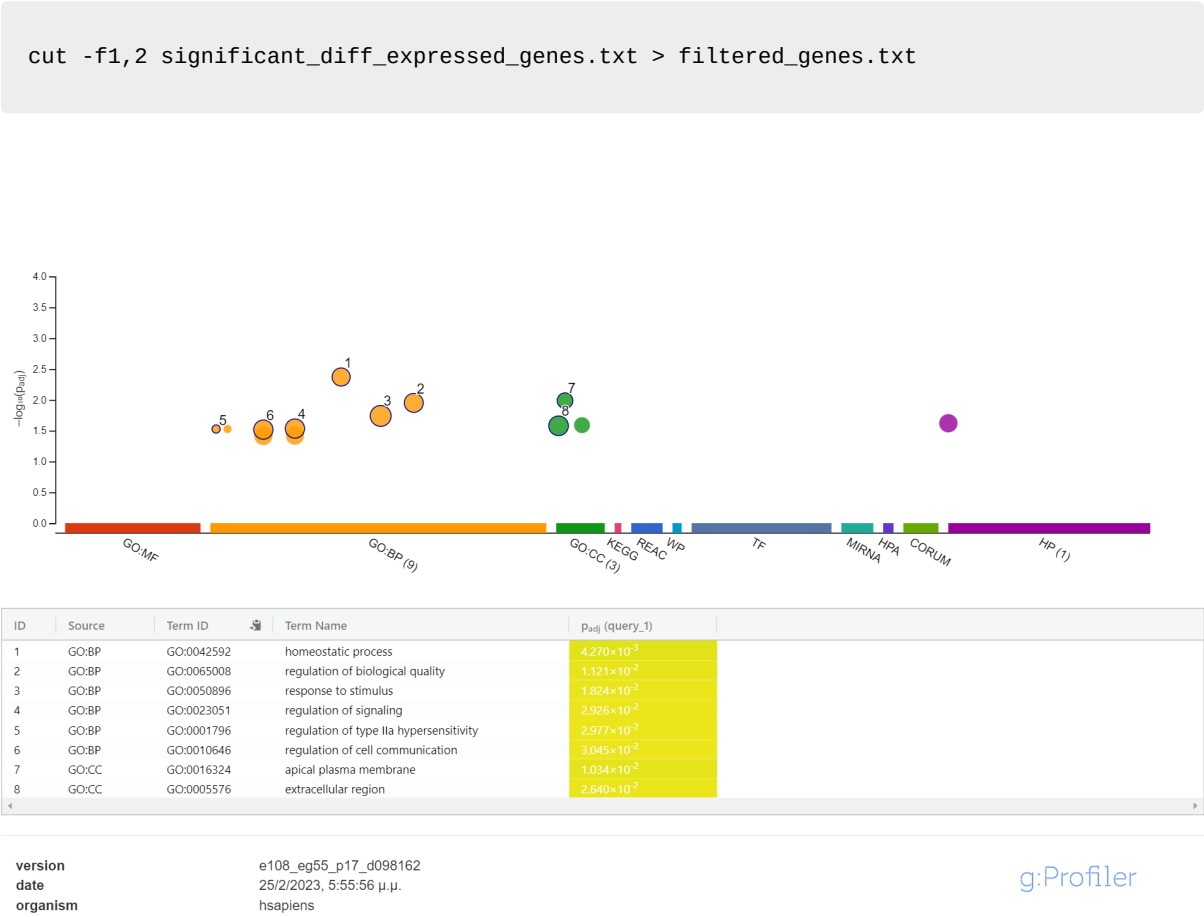 cut -f1,2 significant_diff_expressed_genes.txt > filtered_genes.txt
4.0
3.5
3.0
2.5
2.0
1.5
1.0
0.5
0.0
−log₁₀(p_adj)
1
2
3
4
5
6
7
8
GO:MF
GO:BP (9)
GO:CC (3)
KEGG
REAC
WP
TF
MIRNA
HPA
CORUM
HP (1)
ID Source Term ID Term Name p_adj (query_1)
1 GO:BP GO:0042592 homeostatic process 4.270×10⁻³
2 GO:BP GO:0065008 regulation of biological quality 1.121×10⁻²
3 GO:BP GO:0050896 response to stimulus 1.824×10⁻²
4 GO:BP GO:0023051 regulation of signaling 2.926×10⁻²
5 GO:BP GO:0001796 regulation of type IIa hypersensitivity 2.977×10⁻²
6 GO:BP GO:0010646 regulation of cell communication 3.045×10⁻²
7 GO:CC GO:0016324 apical plasma membrane 1.034×10⁻²
8 GO:CC GO:0005576 extracellular region 2.640×10⁻²
version e108_eg55_p17_d098162
date 25/2/2023, 5:55:56 μ.μ.
organism hsapiens
g:Profiler